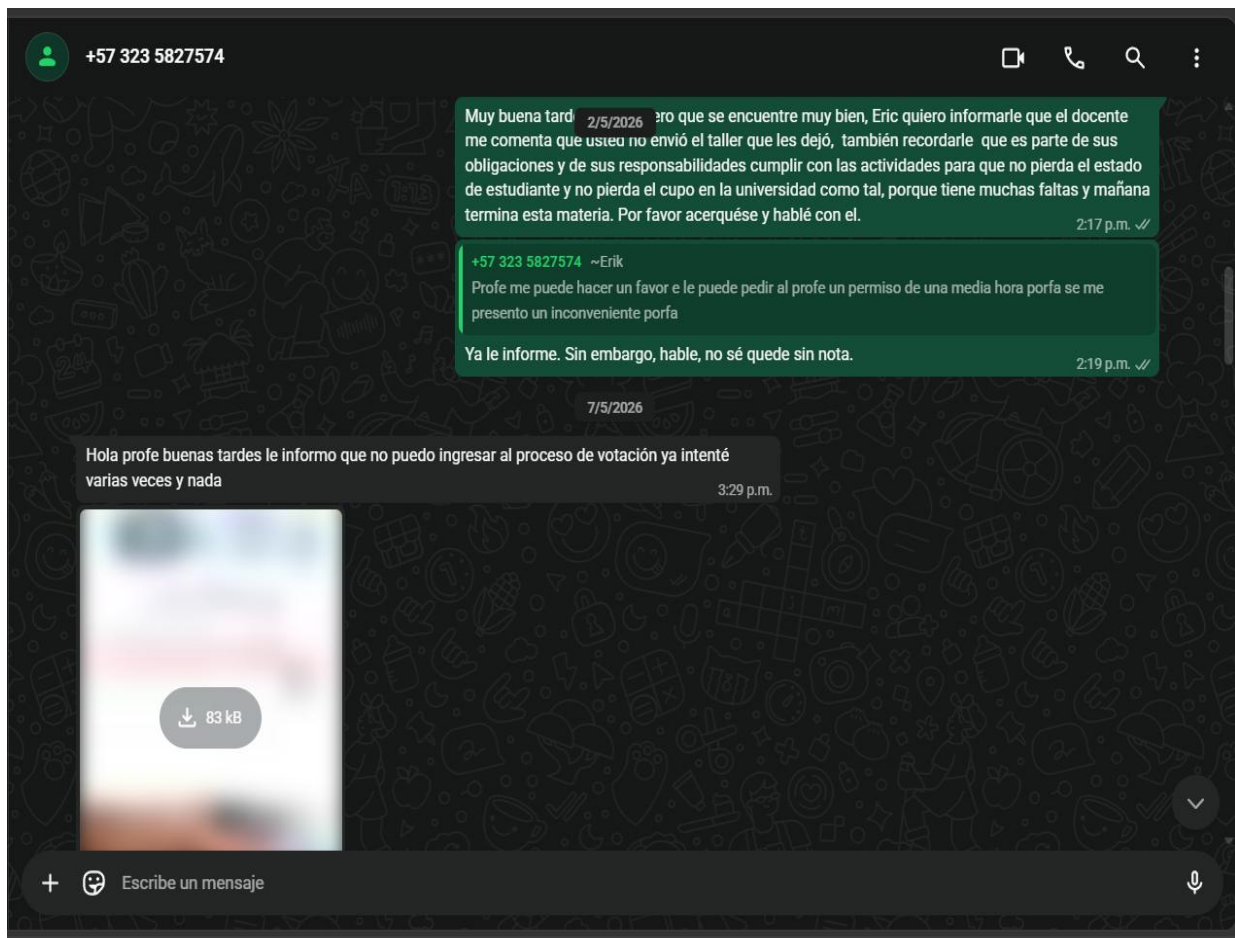 +57 323 5827574
2/5/2026
Muy buena tard ero que se encuentre muy bien, Eric quiero informarle que el docente
me comenta que usted no envió el taller que les dejó, también recordarle que es parte de sus
obligaciones y de sus responsabilidades cumplir con las actividades para que no pierda el estado
de estudiante y no pierda el cupo en la universidad como tal, porque tiene muchas faltas y mañana
termina esta materia. Por favor acerquése y hablé con el.
2:17 p.m.
+57 323 5827574 ~Erik
Profe me puede hacer un favor e le puede pedir al profe un permiso de una media hora porfa se me
presento un inconveniente porfa
Ya le informe. Sin embargo, hable, no sé quede sin nota.
2:19 p.m.
7/5/2026
Hola profe buenas tardes le informo que no puedo ingresar al proceso de votación ya intenté
varias veces y nada
3:29 p.m.
83 kB
Escribe un mensaje